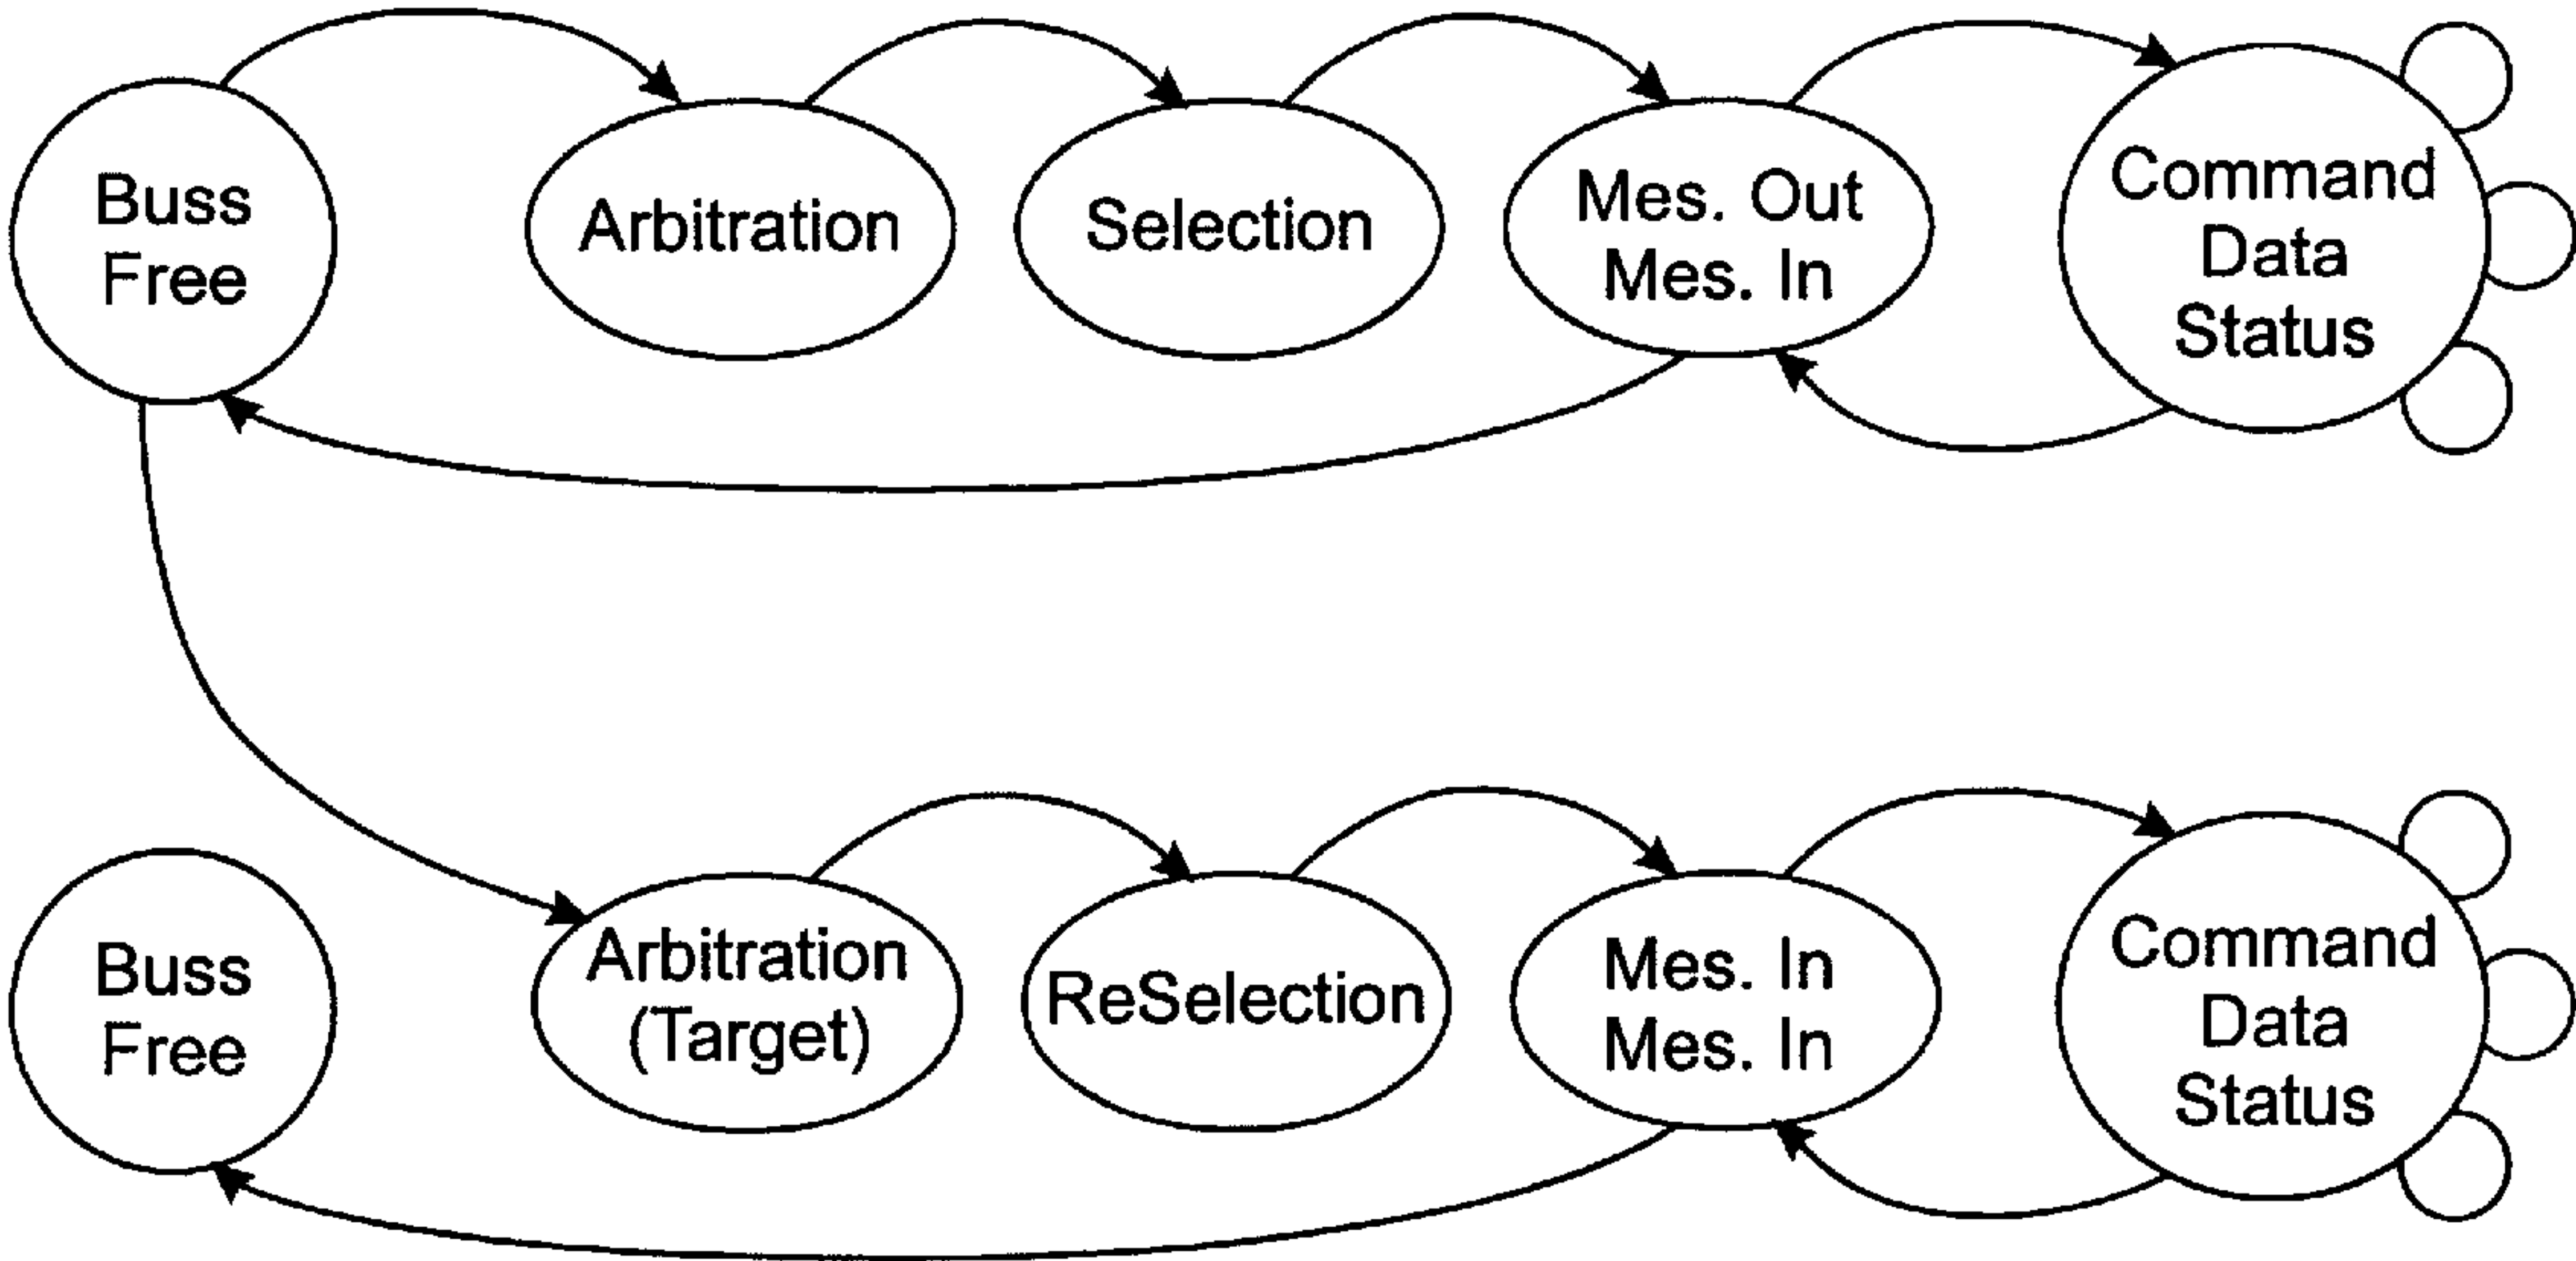 Buss
Free
Arbitration
Selection
Mes. Out
Mes. In
Command
Data
Status
Buss
Free
Arbitration
(Target)
ReSelection
Mes. In
Mes. In
Command
Data
Status